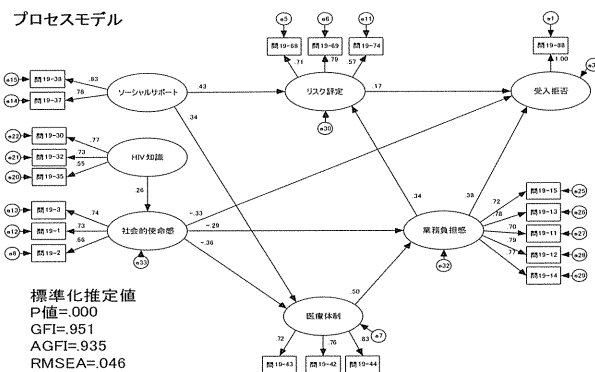 プロセスモデル
e5
e6
e11
e1
問19-68
問19-69
問19-74
問19-88
.71
.79
.57
1.00
e15
問19-38
.83
e14
問19-37
.78
ソーシャルサポート
.43
リスク評定
.17
受入拒否
e30
.34
e22
問19-30
.77
e21
問19-32
.73
e20
問19-35
.55
HIV知識
.26
.34
.38
e13
問19-3
.74
e12
問19-1
.73
e8
問19-2
.66
社会的使命感
-.33
-.29
-.36
e33
業務負担感
e32
.72
問19-15
e25
.78
問19-13
e26
.70
問19-11
e27
.79
問19-12
e28
.77
問19-14
e29
.50
医療体制
e7
.72
.76
.83
問19-43
問19-42
問19-44
標準化推定値
P値=.000
GFI=.951
AGFI=.935
RMSEA=.046